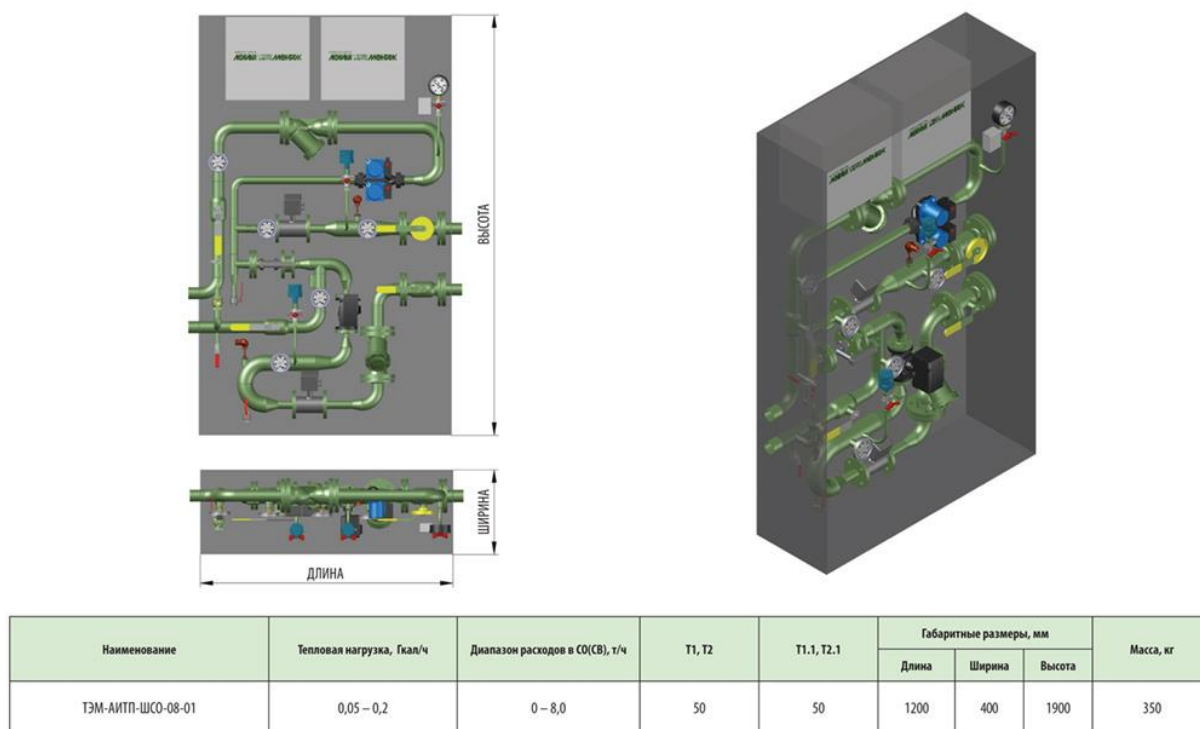 ВЫСОТА
ШИРИНА
ДЛИНА
Наименование
Тепловая нагрузка, Гкал/ч
Диапазон расходов в СО(СВ), т/ч
Т1, Т2
Т1.1, Т2.1
Габаритные размеры, мм
Масса, кг
Длина
Ширина
Высота
ТЭМ-АИТП-ШСО-08-01
0,05 – 0,2
0 – 8,0
50
50
1200
400
1900
350